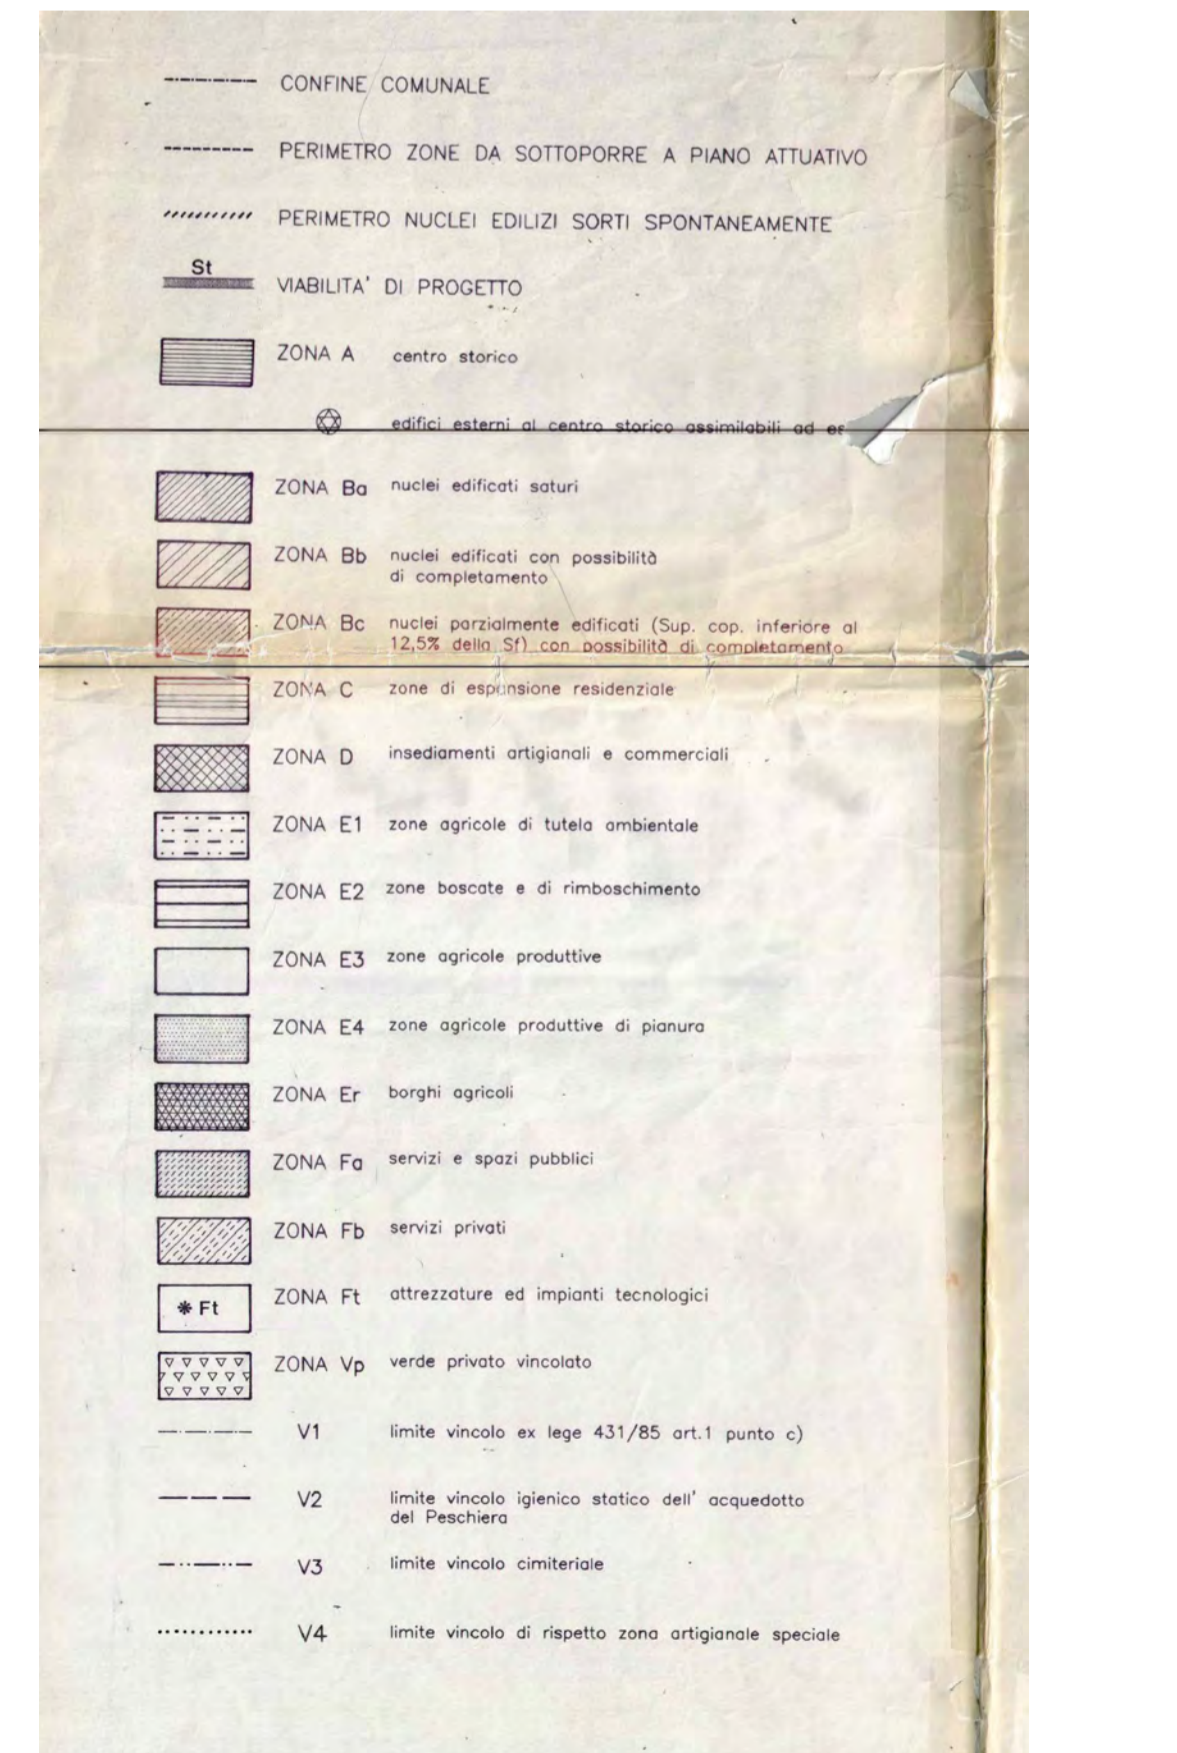 CONFINE COMUNALE
PERIMETRO ZONE DA SOTTOPORRE A PIANO ATTUATIVO
PERIMETRO NUCLEI EDILIZI SORTI SPONTANEAMENTE
St
VIABILITA' DI PROGETTO
ZONA A centro storico
edifici esterni al centro storico assimilabili ad
ZONA Ba nuclei edificati saturi
ZONA Bb nuclei edificati con possibilità
di completamento
ZONA Bc nuclei parzialmente edificati (Sup. cop. inferiore al
12,5% della Sf) con possibilità di completamento
ZONA C zone di espansione residenziale
ZONA D insediamenti artigianali e commerciali
ZONA E1 zone agricole di tutela ambientale
ZONA E2 zone boscate e di rimboschimento
ZONA E3 zone agricole produttive
ZONA E4 zone agricole produttive di pianura
ZONA Er borghi agricoli
ZONA Fa servizi e spazi pubblici
ZONA Fb servizi privati
* Ft ZONA Ft attrezzature ed impianti tecnologici
ZONA Vp verde privato vincolato
V1 limite vincolo ex lege 431/85 art.1 punto c)
V2 limite vincolo igienico statico dell' acquedotto
del Peschiera
V3 limite vincolo cimiteriale
V4 limite vincolo di rispetto zona artigianale speciale